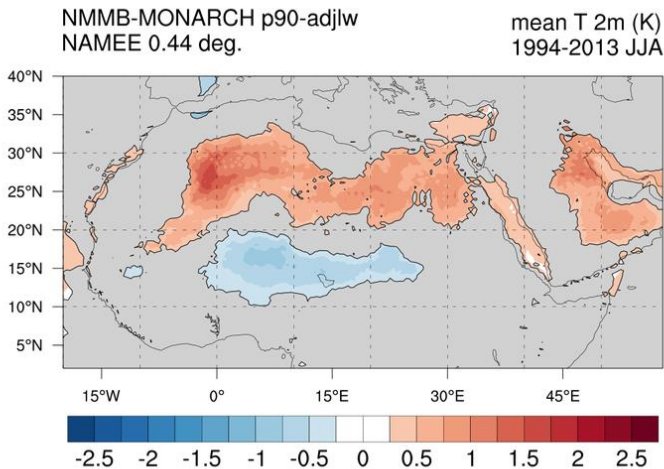 NMMB-MONARCH p90-adjlw
NAMEE 0.44 deg.
mean T 2m (K)
1994-2013 JJA
40°N
35°N
30°N
25°N
20°N
15°N
10°N
5°N
15°W 0° 15°E 30°E 45°E
-2.5 -2 -1.5 -1 -0.5 0 0.5 1 1.5 2 2.5